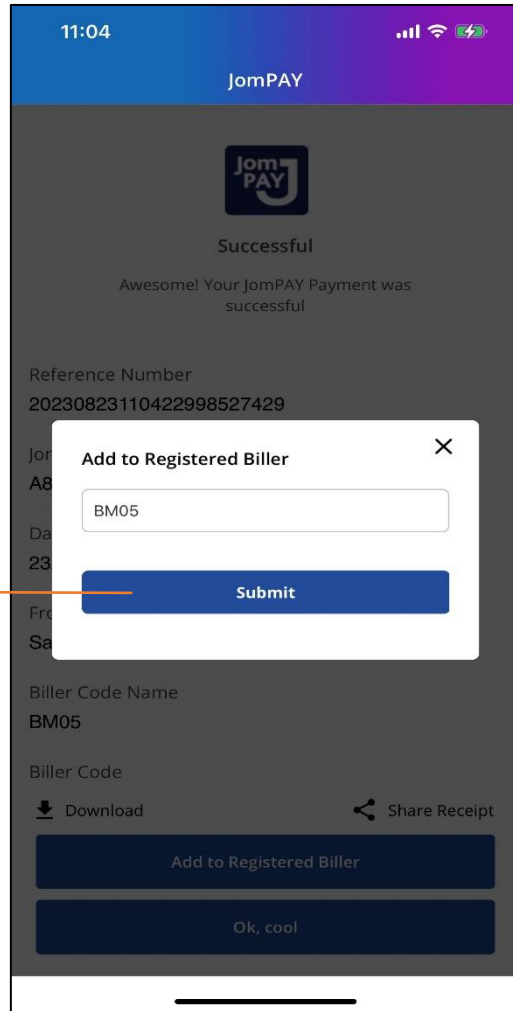 11:04
JomPAY
Jom
PAY
Successful
Awesome! Your JomPAY Payment was
successful
Reference Number
20230823110422998527429
Add to Registered Biller
BM05
Submit
Biller Code Name
BM05
Biller Code
Download
Share Receipt
Add to Registered Biller
Ok, cool